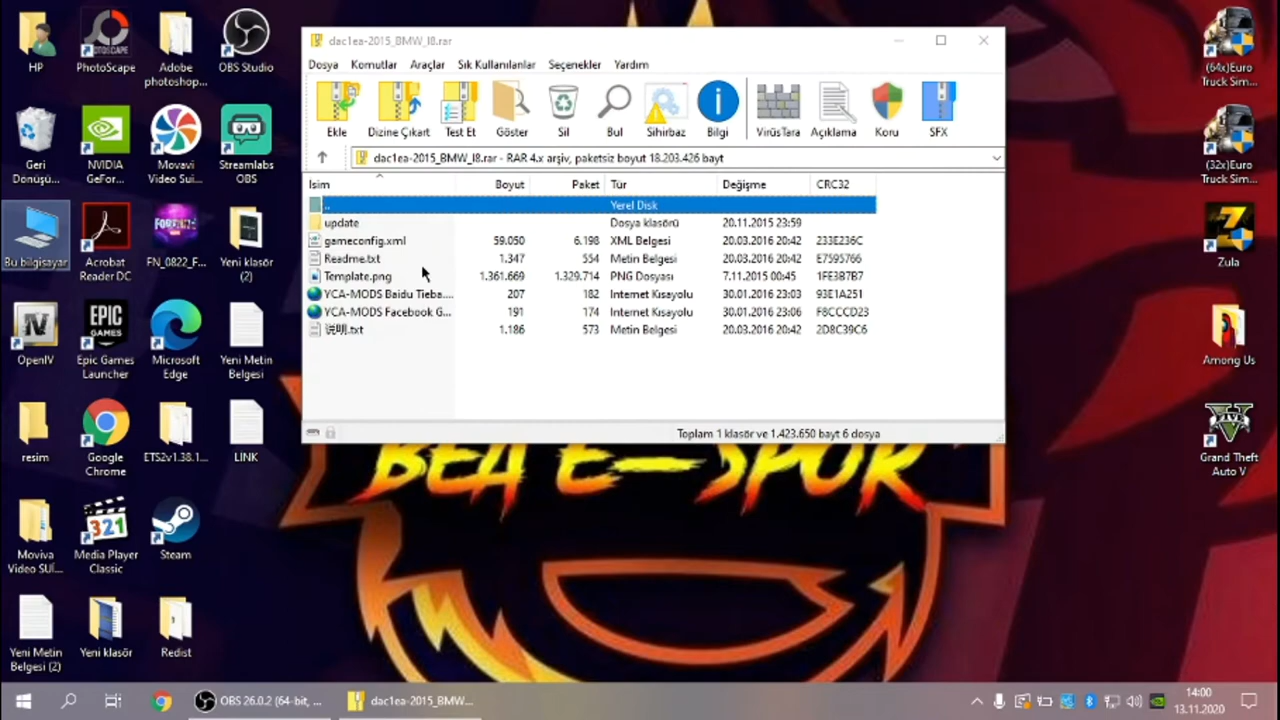 HP
PHOTOSCAPE
PhotoScape
Adobe
photoshop...
OBS Studio
Geri
Dönüşü...
NVIDIA
GeFor...
Movavi
Video Sui...
Streamlabs
OBS
Bu bilgisayar
Acrobat
Reader DC
FN_0822_F...
Yeni klasör
(2)
OpenIV
EPIC
GAMES
Epic Games
Launcher
Microsoft
Edge
Yeni Metin
Belgesi
resim
Google
Chrome
ETS2v1.38.1...
LINK
Moviva
Video SUİ...
321
Media Player
Classic
Steam
Yeni Metin
Belgesi (2)
Yeni klasör
Redist
dac1ea-2015_BMW_I8.rar
Dosya Komutlar Araçlar Sık Kullanılanlar Seçenekler Yardım
Ekle Dizine Çıkart Test Et Göster Sil Bul Sihirbaz Bilgi VirüsTara Açıklama Koru SFX
dac1ea-2015_BMW_I8.rar - RAR 4.x arşiv, paketsiz boyut 18.203.426 bayt
İsim Boyut Paket Tür Değişme CRC32
.. Yerel Disk
update Dosya klasörü 20.11.2015 23:59
gameconfig.xml 59.050 6.198 XML Belgesi 20.03.2016 20:42 233E236C
Readme.txt 1.347 554 Metin Belgesi 20.03.2016 20:42 E7595766
Template.png 1.361.669 1.329.714 PNG Dosyası 7.11.2015 00:45 1FE3B7B7
YCA-MODS Baidu Tieba.... 207 182 Internet Kısayolu 30.01.2016 23:03 93E1A251
YCA-MODS Facebook G... 191 174 Internet Kısayolu 30.01.2016 23:06 F8CCCD23
说明.txt 1.186 573 Metin Belgesi 20.03.2016 20:42 2D8C39C6
Toplam 1 klasör ve 1.423.650 bayt 6 dosya
E-SPOR
(64x)Euro
Truck Sim...
(32x)Euro
Truck Sim...
ZULA
Zula
Among Us
Grand Theft
Auto V
OBS 26.0.2 (64-bit, ...
dac1ea-2015_BMW...
14:00
13.11.2020